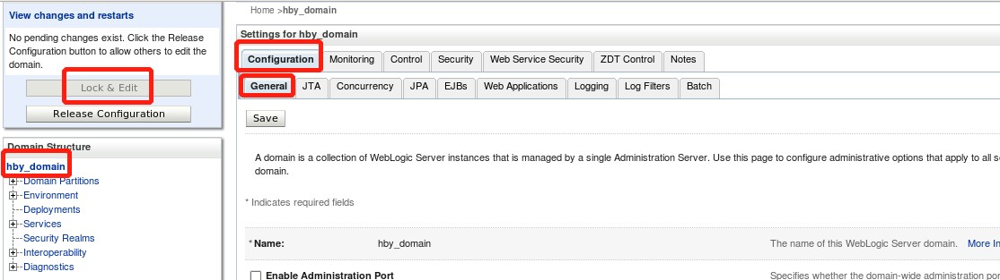 View changes and restarts
No pending changes exist. Click the Release
Configuration button to allow others to edit the
domain.
Lock & Edit
Release Configuration
Domain Structure
hby_domain
Domain Partitions
Environment
Deployments
Services
Security Realms
Interoperability
Diagnostics
Home >hby_domain
Settings for hby_domain
Configuration Monitoring Control Security Web Service Security ZDT Control Notes
General JTA Concurrency JPA EJBs Web Applications Logging Log Filters Batch
Save
A domain is a collection of WebLogic Server instances that is managed by a single Administration Server. Use this page to configure administrative options that apply to all
domain.
* Indicates required fields
* Name: hby_domain The name of this WebLogic Server domain. More
Enable Administration Port Specifies whether the domain-wide administration